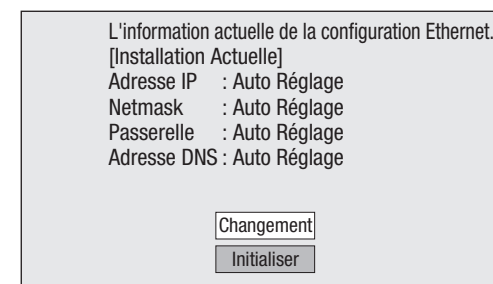 L'information actuelle de la configuration Ethernet.
[Installation Actuelle]
Adresse IP : Auto Réglage
Netmask : Auto Réglage
Passerelle : Auto Réglage
Adresse DNS : Auto Réglage
Changement
Initialiser